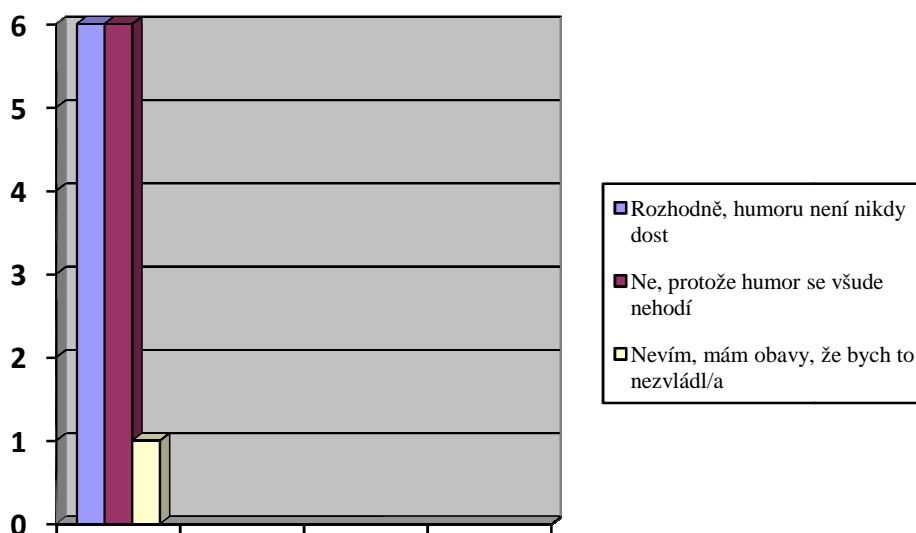 6
5
4
3
2
1
0
Rozhodně, humoru není nikdy
dost
Ne, protože humor se všude
nehodí
Nevím, mám obavy, že bych to
nezvládl/a